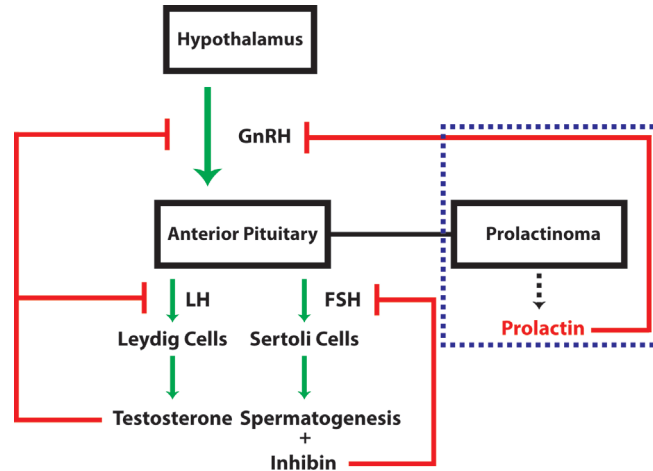 Hypothalamus
GnRH
Anterior Pituitary
Prolactinoma
LH
FSH
Prolactin
Leydig Cells
Sertoli Cells
Testosterone
Spermatogenesis
+
Inhibin